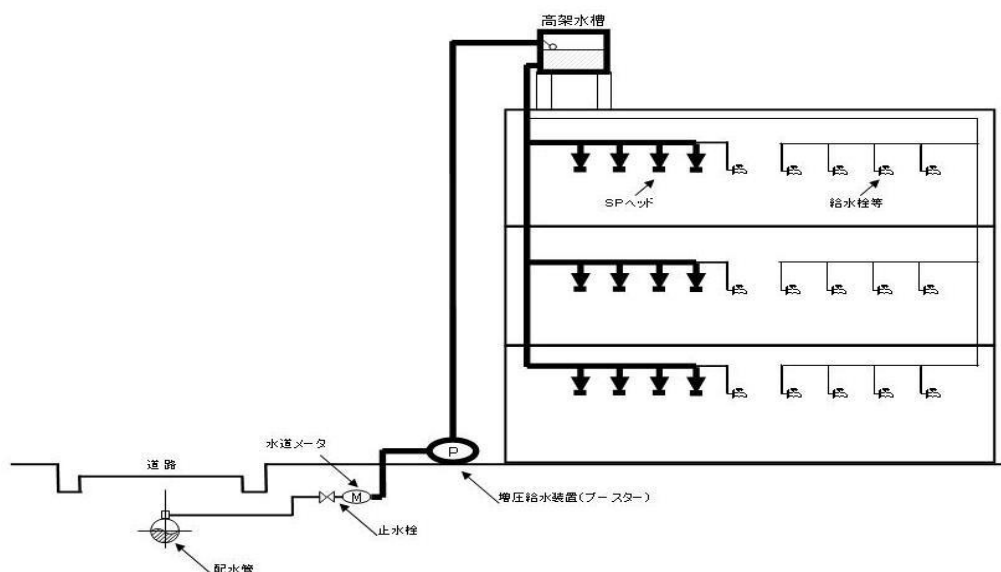 高架水槽
SPヘッド
給水栓等
水道メータ
P
道路
増圧給水装置(ブースター)
M
止水栓
配水管